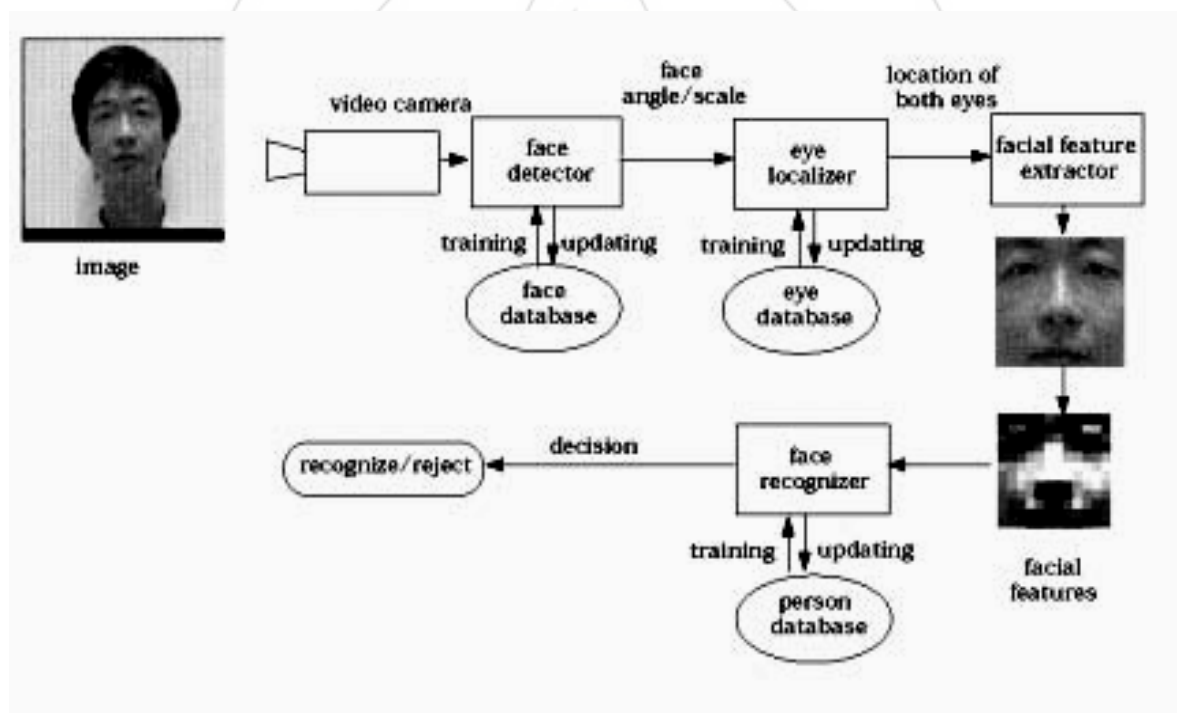 image
video camera
face
detector
face
angle/scale
eye
localizer
location of
both eyes
facial feature
extractor
training
updating
face
database
training
updating
eye
database
facial
features
face
recognizer
training
updating
person
database
decision
recognize/reject